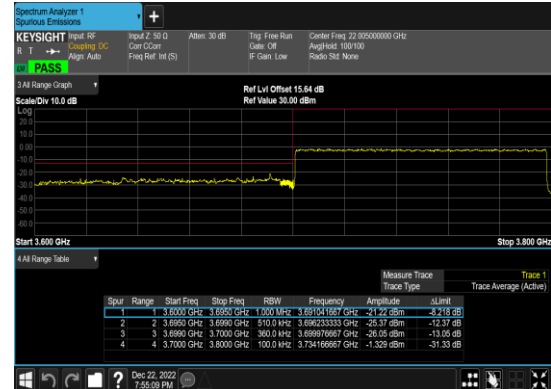 Spectrum Analyzer 1
Spurious Emissions
+
KEYSIGHT Input: RF Input Z: 50 Ω Atten: 30 dB Trig: Free Run Center Freq: 22.005000000 GHz
R T Coupling: DC Corr CCorr Gate: Off Avg|Hold: 100/100
Align: Auto Freq Ref: Int (S) IF Gain: Low Radio Std: None
PASS
3 All Range Graph
Ref Lvl Offset 15.64 dB
Scale/Div 10.0 dB Ref Value 30.00 dBm
Log
20.0
10.0
0.00
-10.0
-20.0
-30.0
-40.0
-50.0
-60.0
Start 3.600 GHz Stop 3.800 GHz
4 All Range Table
Measure Trace Trace 1
Trace Type Trace Average (Active)
Spur Range Start Freq Stop Freq RBW Frequency Amplitude ΔLimit
1 1 3.6000 GHz 3.6950 GHz 1.000 MHz 3.691041667 GHz -21.22 dBm -8.218 dB
2 2 3.6950 GHz 3.6990 GHz 510.0 kHz 3.696233333 GHz -25.37 dBm -12.37 dB
3 3 3.6990 GHz 3.7000 GHz 360.0 kHz 3.699976667 GHz -26.05 dBm -13.05 dB
4 4 3.7000 GHz 3.8000 GHz 100.0 kHz 3.734166667 GHz -1.329 dBm -31.33 dB
? Dec 22, 2022
7:55:09 PM